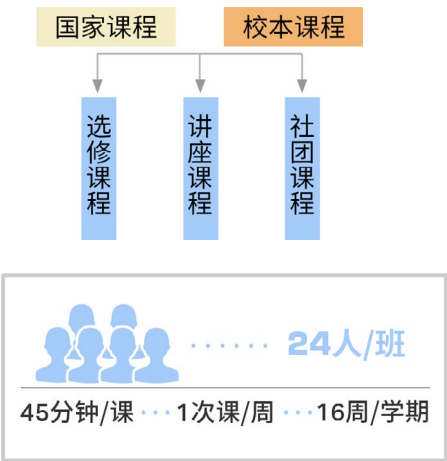 国家课程
校本课程
选修课程
讲座课程
社团课程
24人/班
45分钟/课···1次课/周···16周/学期